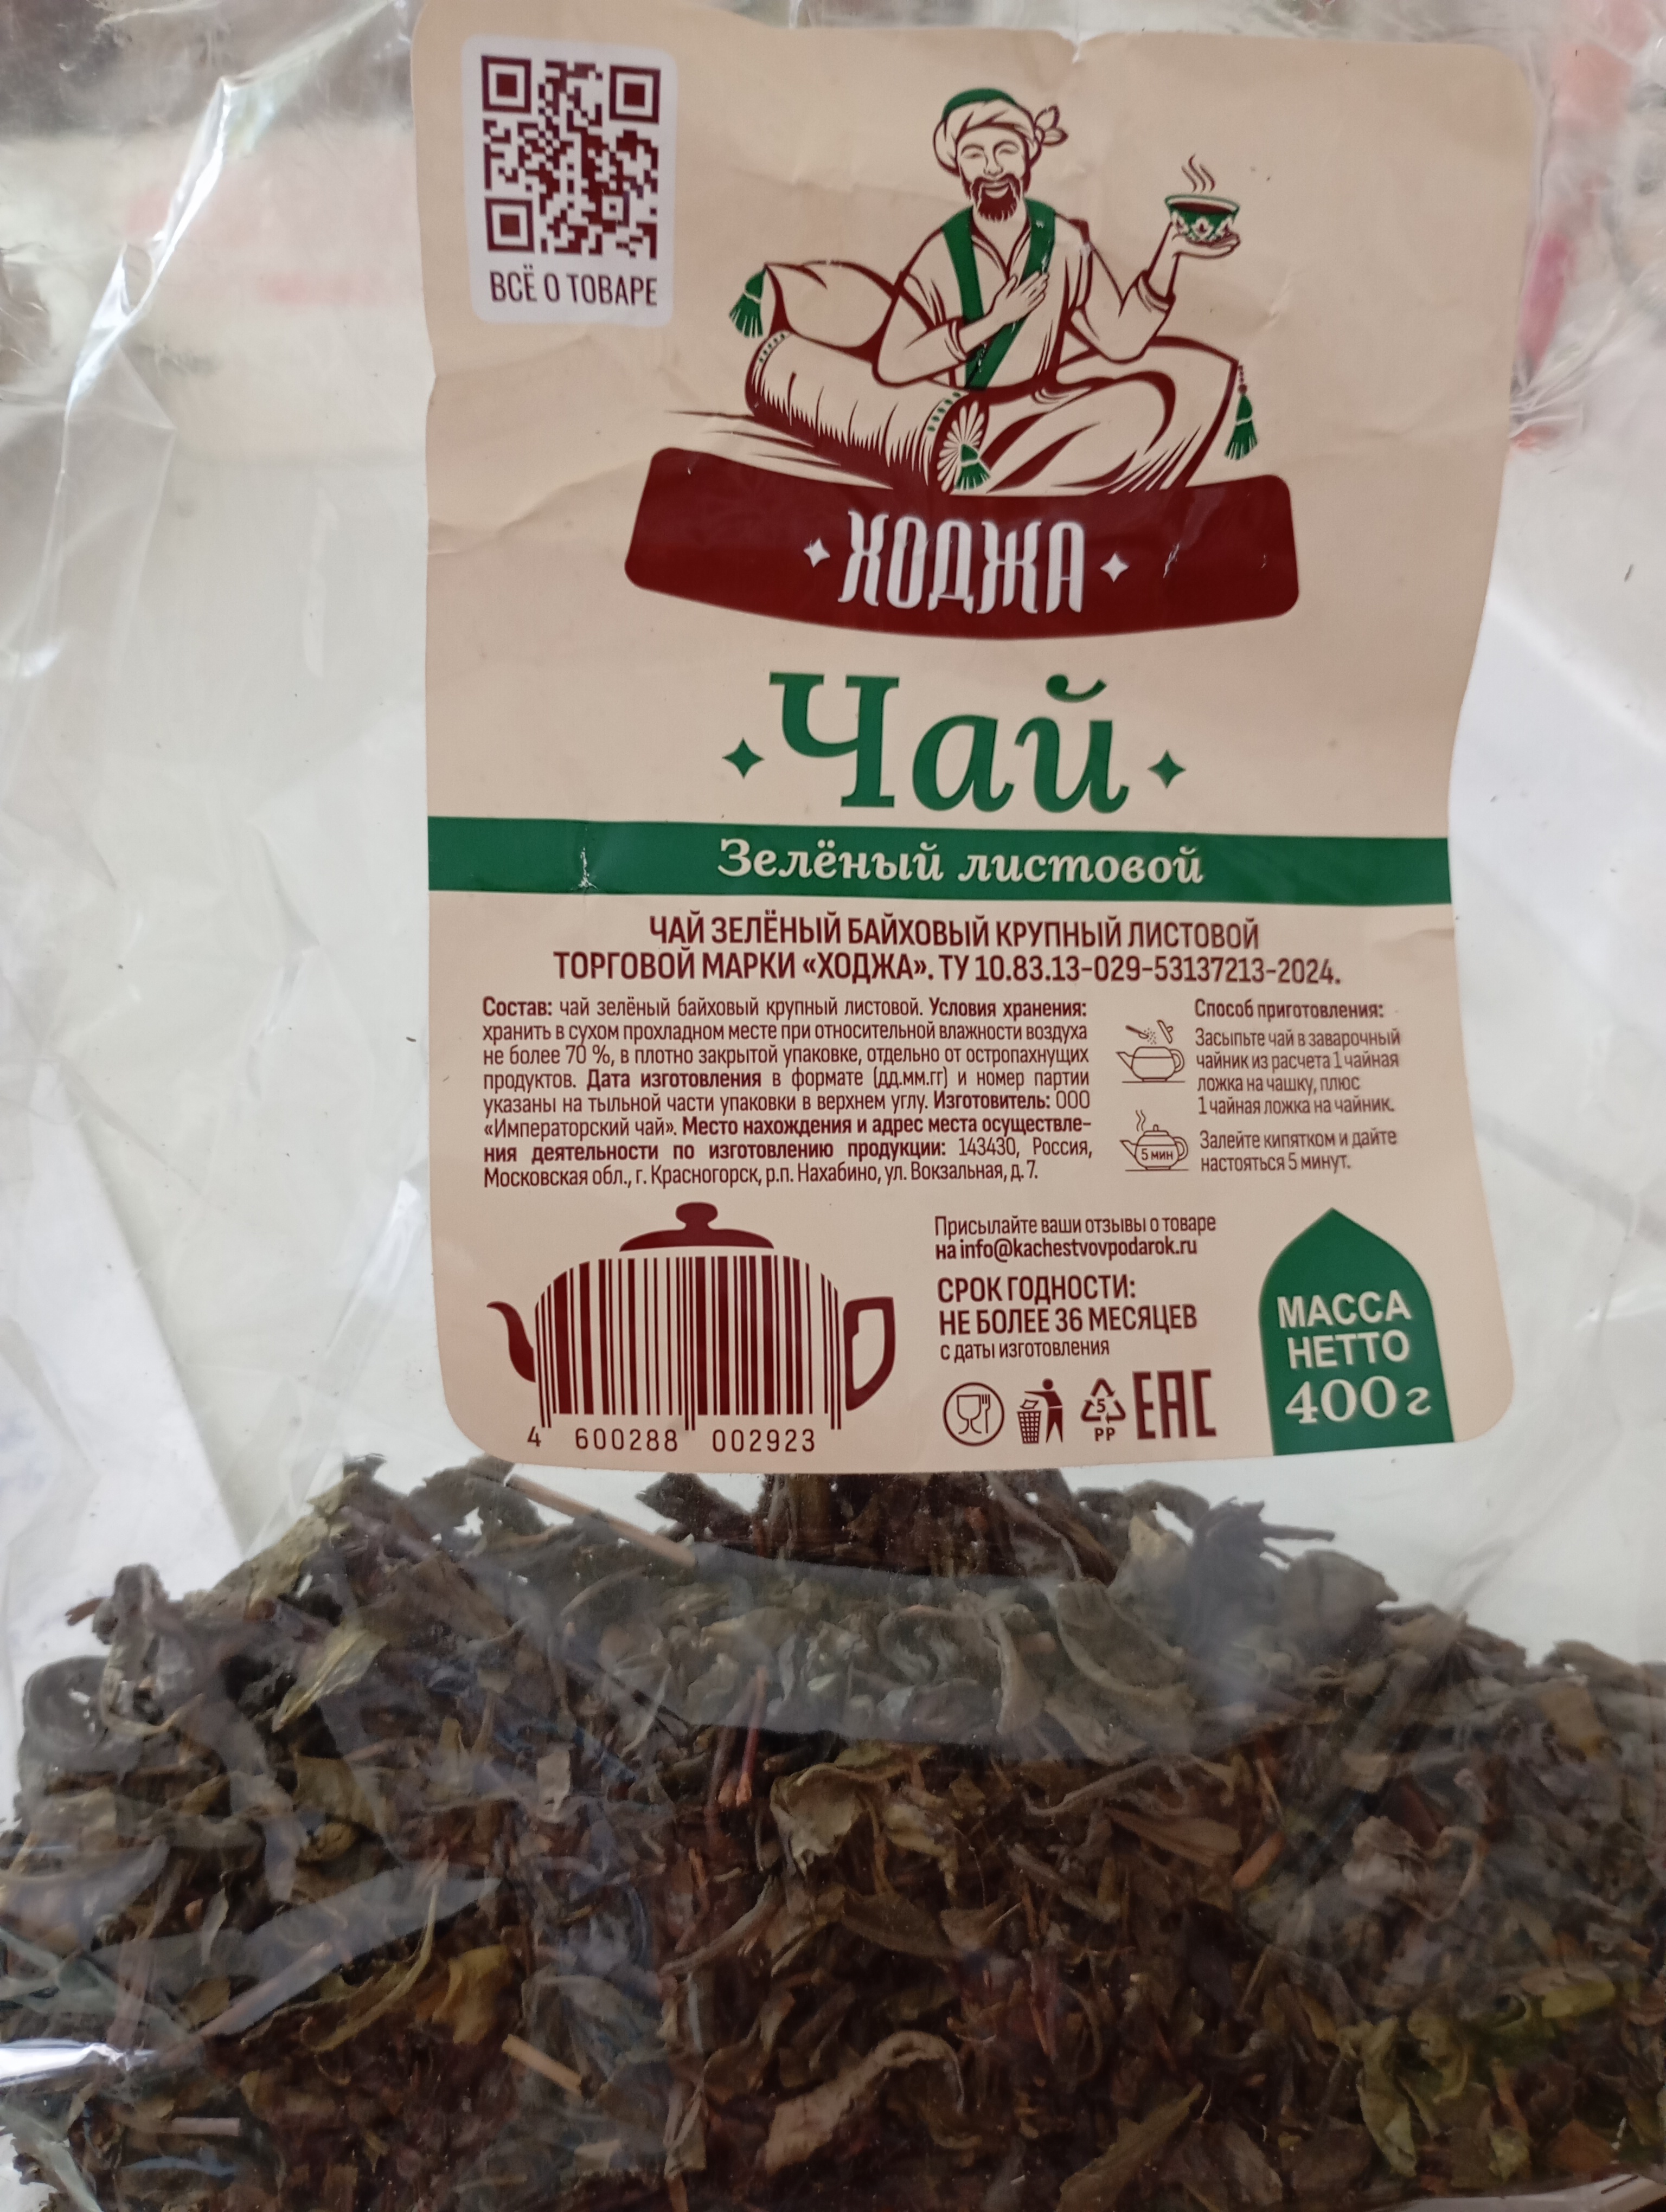 ВСЁ О ТОВАРЕ
ХОДЖА
Чай
Зелёный листовой
ЧАЙ ЗЕЛЁНЫЙ БАЙХОВЫЙ КРУПНЫЙ ЛИСТОВОЙ
ТОРГОВОЙ МАРКИ «ХОДЖА». ТУ 10.83.13-029-53137213-2024.
Состав: чай зелёный байховый крупный листовой. Условия хранения:
хранить в сухом прохладном месте при относительной влажности воздуха
не более 70 %, в плотно закрытой упаковке, отдельно от остропахнущих
продуктов. Дата изготовления в формате (дд.мм.гг) и номер партии
указаны на тыльной части упаковки в верхнем углу. Изготовитель: ООО
«Императорский чай». Место нахождения и адрес места осуществле-
ния деятельности по изготовлению продукции: 143430, Россия,
Московская обл., г. Красногорск, р.п. Нахабино, ул. Вокзальная, д. 7.
Способ приготовления:
Засыпьте чай в заварочный
чайник из расчета 1 чайная
ложка на чашку, плюс
1 чайная ложка на чайник.
5 мин
Залейте кипятком и дайте
настояться 5 минут.
4 600288 002923
Присылайте ваши отзывы о товаре
на info@kachestvovpodarok.ru
СРОК ГОДНОСТИ:
НЕ БОЛЕЕ 36 МЕСЯЦЕВ
с даты изготовления
5
PP
EAC
МАССА
НЕТТО
400 г